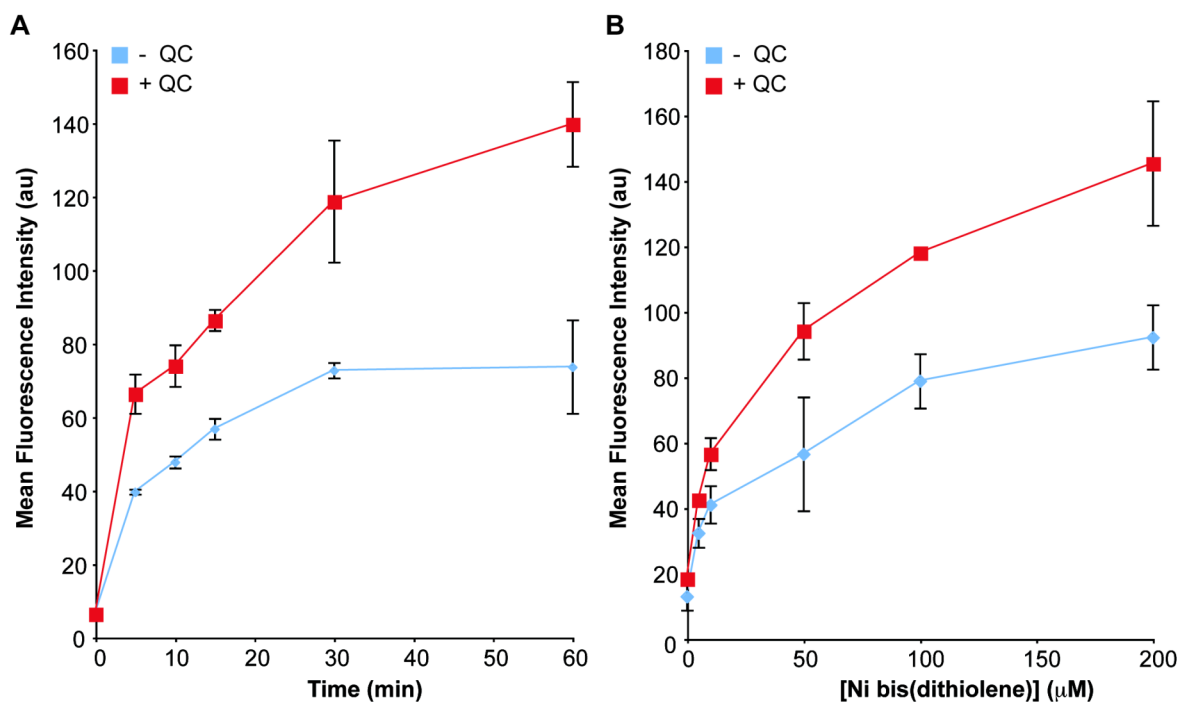 A
- QC
+ QC
160
140
120
100
80
60
40
20
0
Mean Fluorescence Intensity (au)
0 10 20 30 40 50 60
Time (min)
B
- QC
+ QC
180
160
140
120
100
80
60
40
20
0
Mean Fluorescence Intensity (au)
0 50 100 150 200
[Ni bis(dithiolene)] (μM)